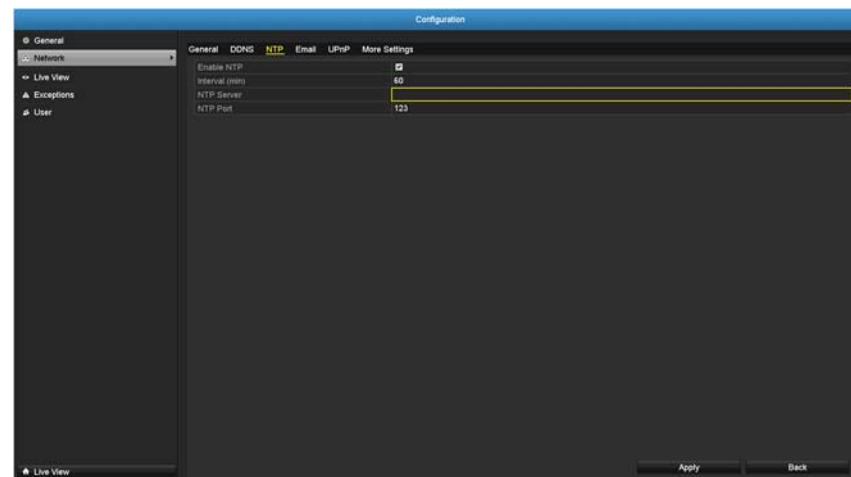 Configuration
General
Network
Live View
Exceptions
User
General DDNS NTP Email UPnP More Settings
Enable NTP
Interval (min) 60
NTP Server
NTP Port 123
Live View
Apply Back